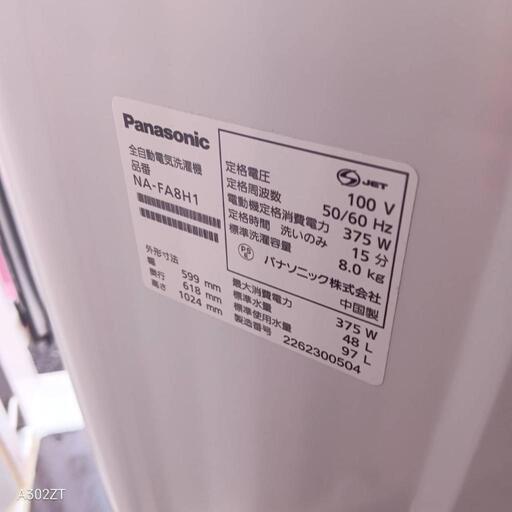 Panasonic
全自動電気洗濯機
品番
NA-FA8H1
外形寸法
幅 599 mm
奥行 618 mm
高さ 1024 mm
JET
定格電圧 100 V
定格周波数 50/60 Hz
電動機定格消費電力 375 W
定格時間 洗いのみ 15 分
標準洗濯容量 8.0 kg
PS E
パナソニック株式会社
中国製
最大消費電力 375 W
標準水量 48 L
標準使用水量 97 L
製造番号 2262300504
A302ZT